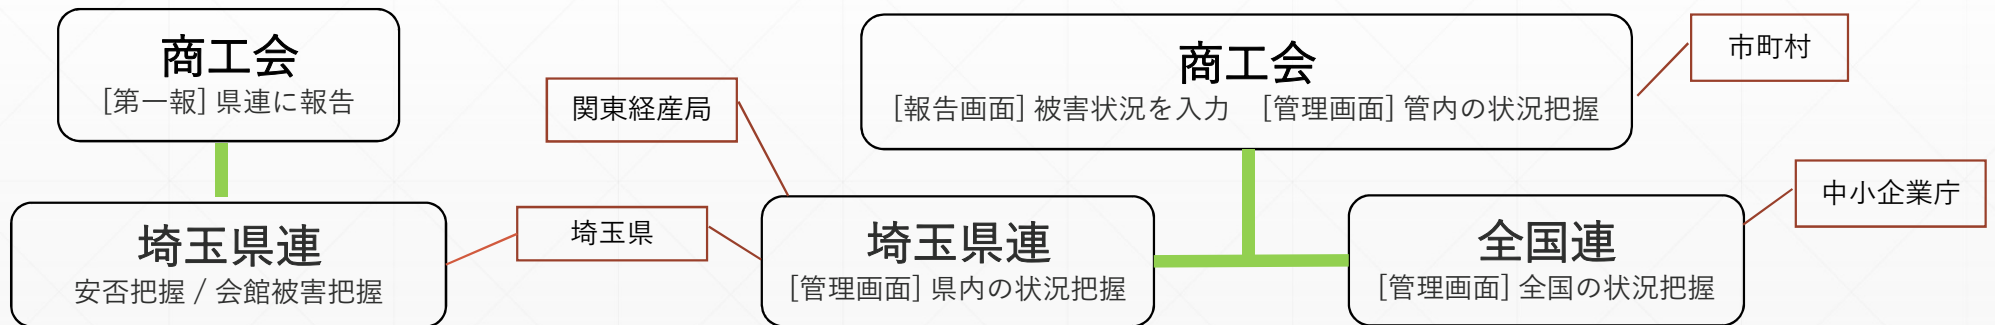 商工会
[第一報] 県連に報告
埼玉県連
安否把握 / 会館被害把握
関東経産局
埼玉県
商工会
[報告画面] 被害状況を入力　[管理画面] 管内の状況把握
市町村
埼玉県連
[管理画面] 県内の状況把握
全国連
[管理画面] 全国の状況把握
中小企業庁